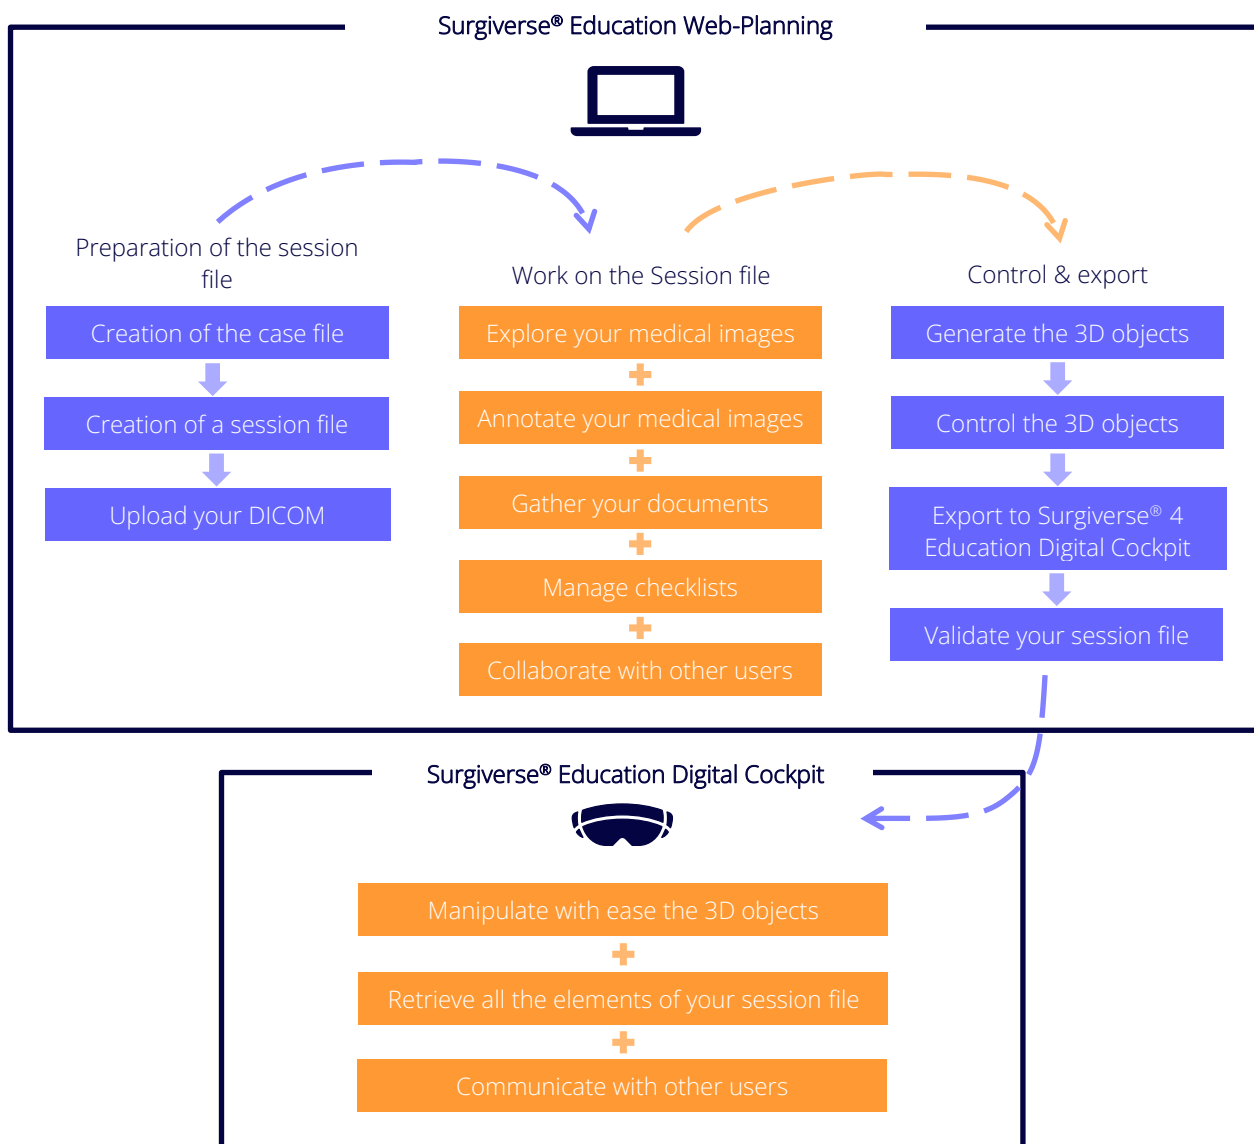 Surgiverse® Education Web-Planning
Preparation of the session
file
Creation of the case file
Creation of a session file
Upload your DICOM
Work on the Session file
Explore your medical images
Annotate your medical images
Gather your documents
Manage checklists
Collaborate with other users
Control & export
Generate the 3D objects
Control the 3D objects
Export to Surgiverse® 4
Education Digital Cockpit
Validate your session file
Surgiverse® Education Digital Cockpit
Manipulate with ease the 3D objects
Retrieve all the elements of your session file
Communicate with other users